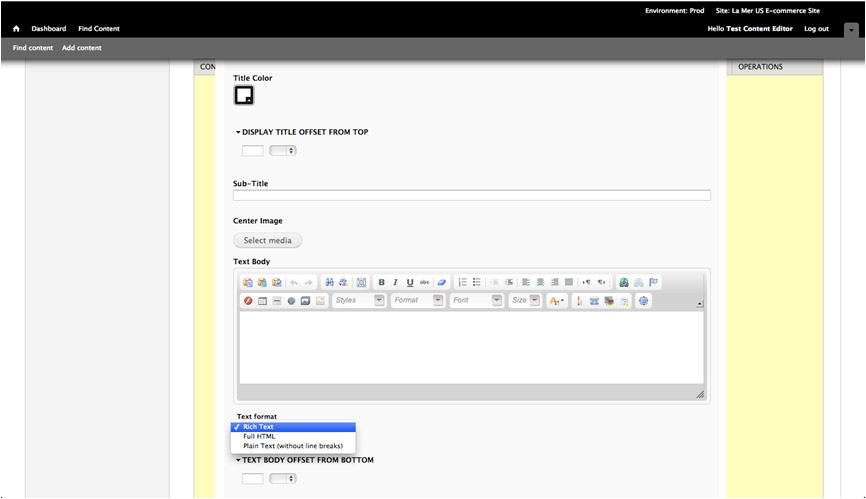 Environment: Prod Site: La Mer US E-commerce Site
Dashboard Find Content Hello Test Content Editor Log out
Find content Add content
CON OPERATIONS
Title Color
DISPLAY TITLE OFFSET FROM TOP
Sub-Title
Center Image
Select media
Text Body
B I U abc
Styles Format Font Size A
Text format
Rich Text
Full HTML
Plain Text (without line breaks)
TEXT BODY OFFSET FROM BOTTOM